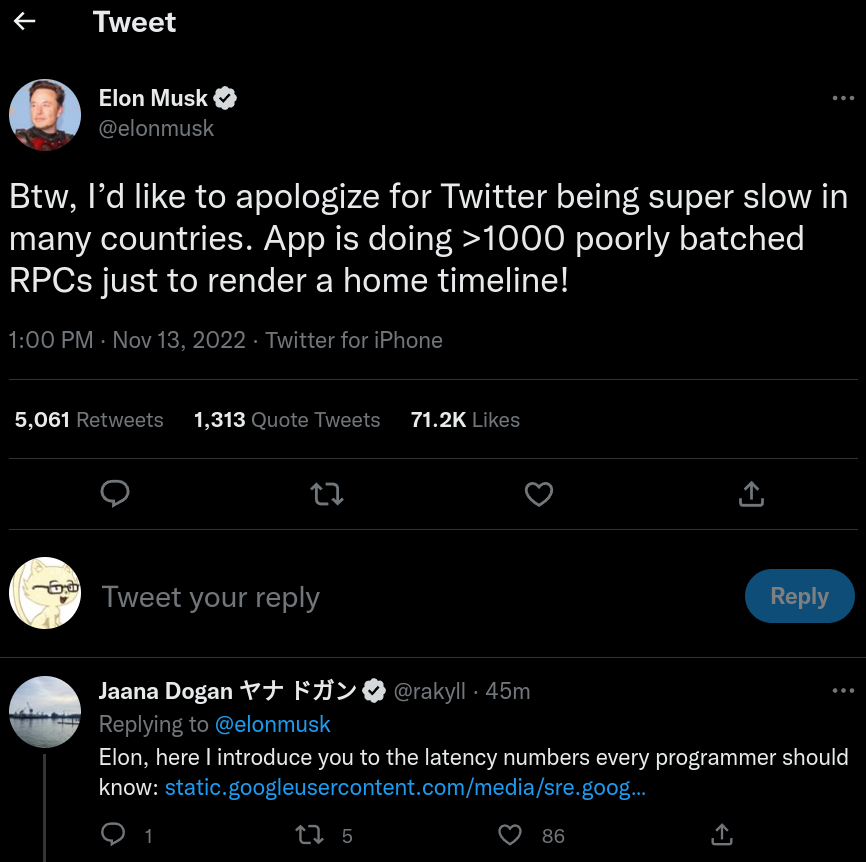 Tweet
Elon Musk
@elonmusk
Btw, I’d like to apologize for Twitter being super slow in
many countries. App is doing >1000 poorly batched
RPCs just to render a home timeline!
1:00 PM · Nov 13, 2022 · Twitter for iPhone
5,061 Retweets 1,313 Quote Tweets 71.2K Likes
Tweet your reply
Reply
Jaana Dogan ヤナ ドガン @rakyll · 45m
Replying to @elonmusk
Elon, here I introduce you to the latency numbers every programmer should
know: static.googleusercontent.com/media/sre.goog...
1 5 86